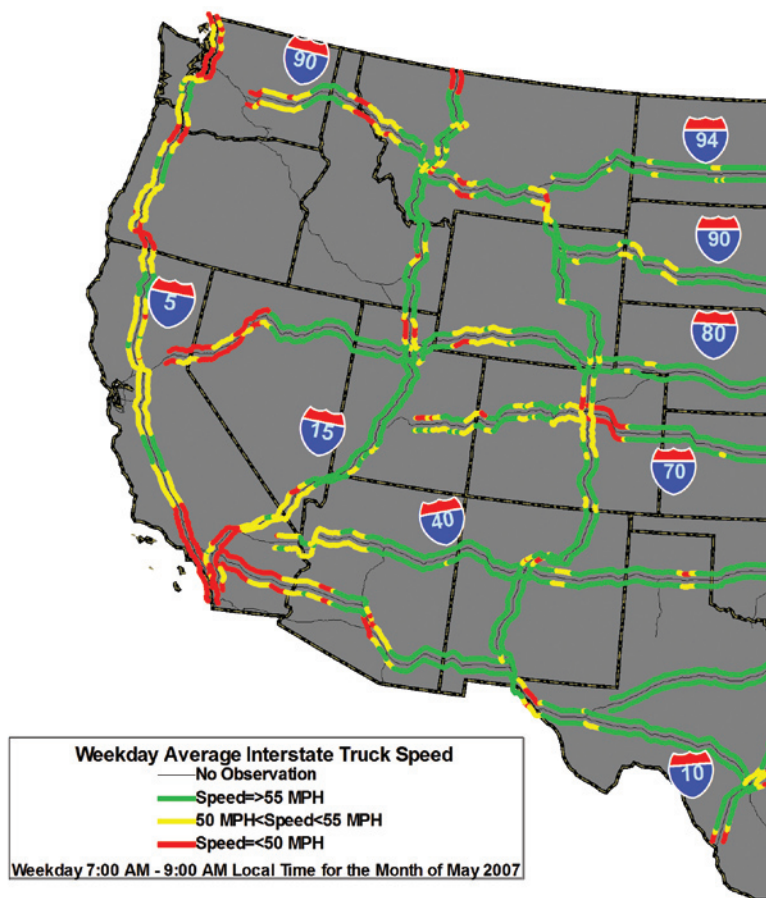 90
94
90
5
80
15
70
40
10
Weekday Average Interstate Truck Speed
No Observation
Speed=>55 MPH
50 MPH<Speed<55 MPH
Speed=<50 MPH
Weekday 7:00 AM - 9:00 AM Local Time for the Month of May 2007